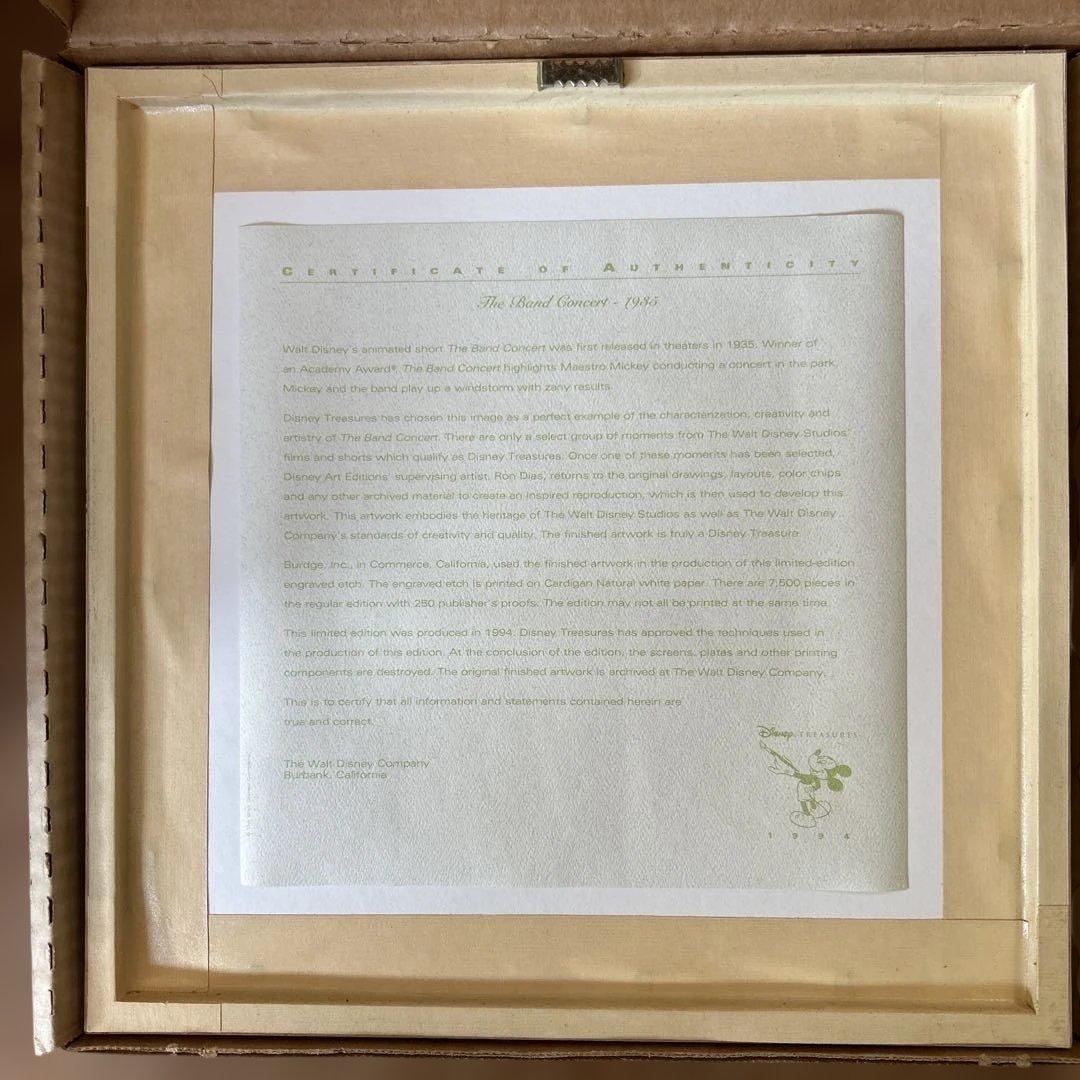 CERTIFICATE OF AUTHENTICITY
The Band Concert - 1935
Walt Disney's animated short The Band Concert was first released in theaters in 1935. Winner of
an Academy Award®, The Band Concert highlights Maestro Mickey conducting a concert in the park.
Mickey and the band play up a windstorm with zany results.
Disney Treasures has chosen this image as a perfect example of the characterization, creativity and
artistry of The Band Concert. There are only a select group of moments from The Walt Disney Studios'
films and shorts which qualify as Disney Treasures. Once one of these moments has been selected,
Disney Art Editions' supervising artist, Ron Dias, returns to the original drawings, layouts, color chips
and any other archived material to create an inspired reproduction, which is then used to develop this
artwork. This artwork embodies the heritage of The Walt Disney Studios as well as The Walt Disney
Company's standards of creativity and quality. The finished artwork is truly a Disney Treasure.
Burdge, Inc., in Commerce, California, used the finished artwork in the production of this limited-edition
engraved etch. The engraved etch is printed on Cardigan Natural white paper. There are 7,500 pieces in
the regular edition with 250 publisher's proofs. The edition may not all be printed at the same time.
This limited edition was produced in 1994. Disney Treasures has approved the techniques used in
the production of this edition. At the conclusion of the edition, the screens, plates and other printing
components are destroyed. The original finished artwork is archived at The Walt Disney Company.
This is to certify that all information and statements contained herein are
true and correct.
The Walt Disney Company
Burbank, California
Disney TREASURES
1994